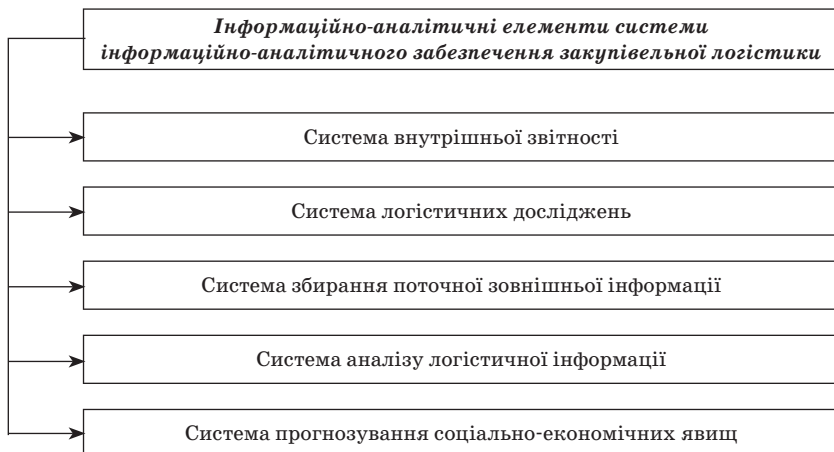 Інформаційно-аналітичні елементи системи
інформаційно-аналітичного забезпечення закупівельної логістики
Система внутрішньої звітності
Система логістичних досліджень
Система збирання поточної зовнішньої інформації
Система аналізу логістичної інформації
Система прогнозування соціально-економічних явищ